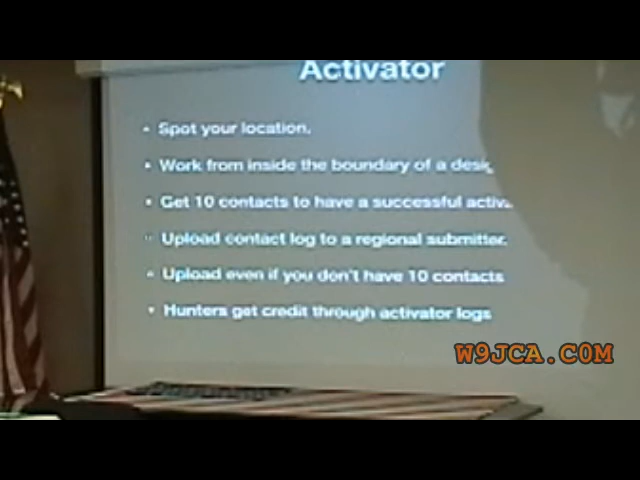 Activator
• Spot your location.
• Work from inside the boundary of a desig
• Get 10 contacts to have a successful activ
• Upload contact log to a regional submitter.
• Upload even if you don't have 10 contacts
• Hunters get credit through activator logs
W9JCA.COM